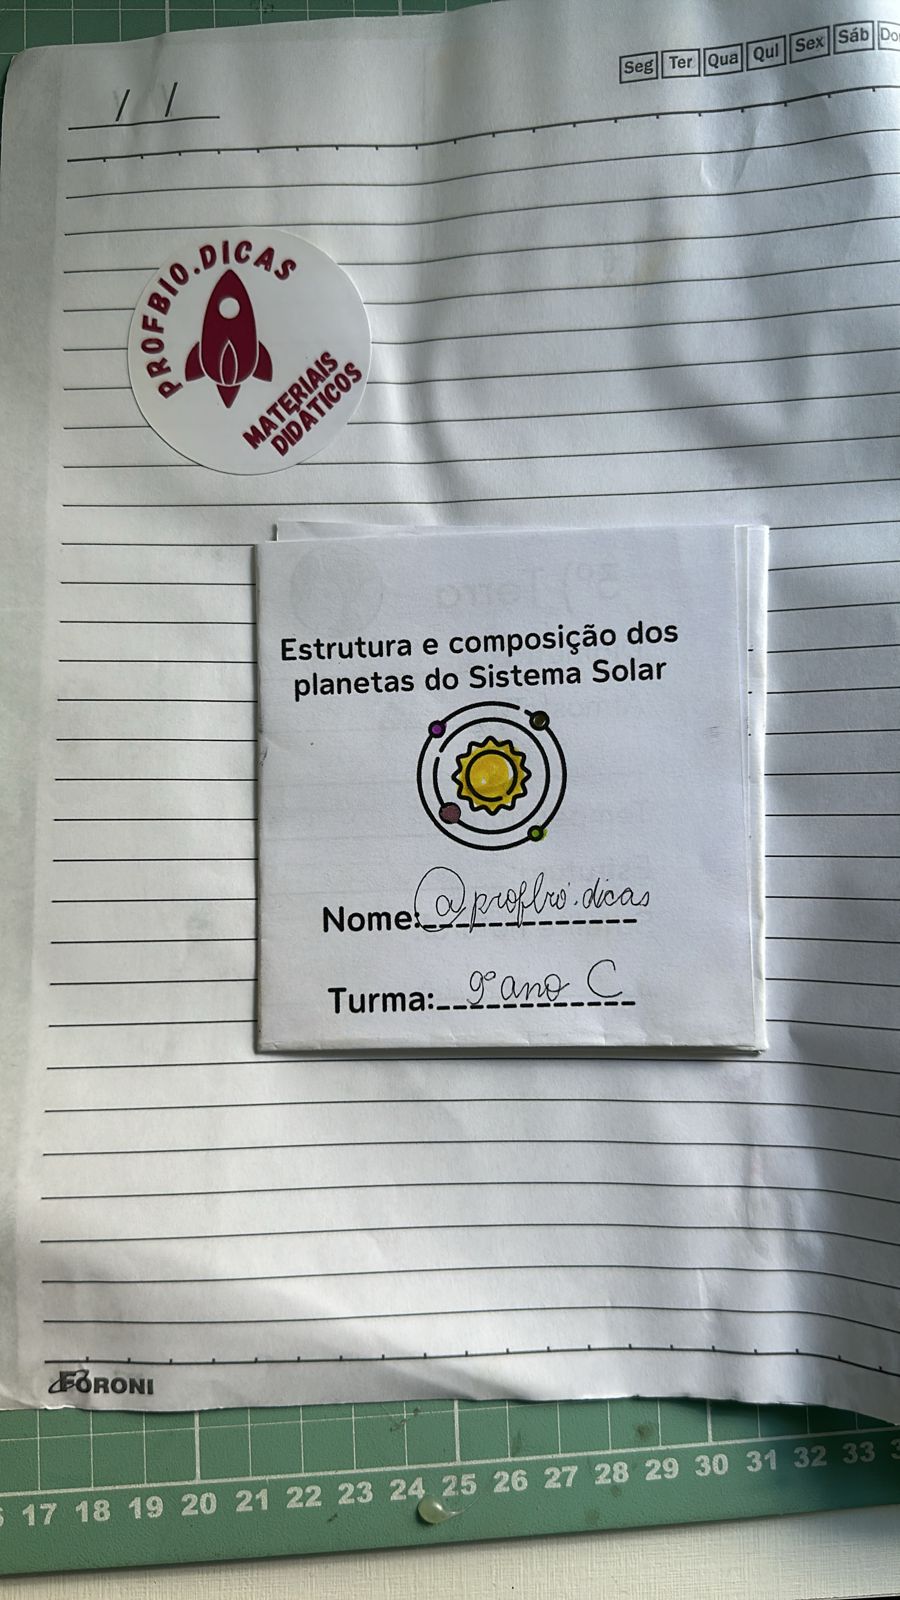 / /
Seg Ter Qua Qui Sex Sáb
PROFBIO.DICAS
MATERIAIS
DIDÁTICOS
3º) Terra
Estrutura e composição dos
planetas do Sistema Solar
Nome: @profbio.dicas
Turma: 9º ano C
FORONI
17 18 19 20 21 22 23 24 25 26 27 28 29 30 31 32 33